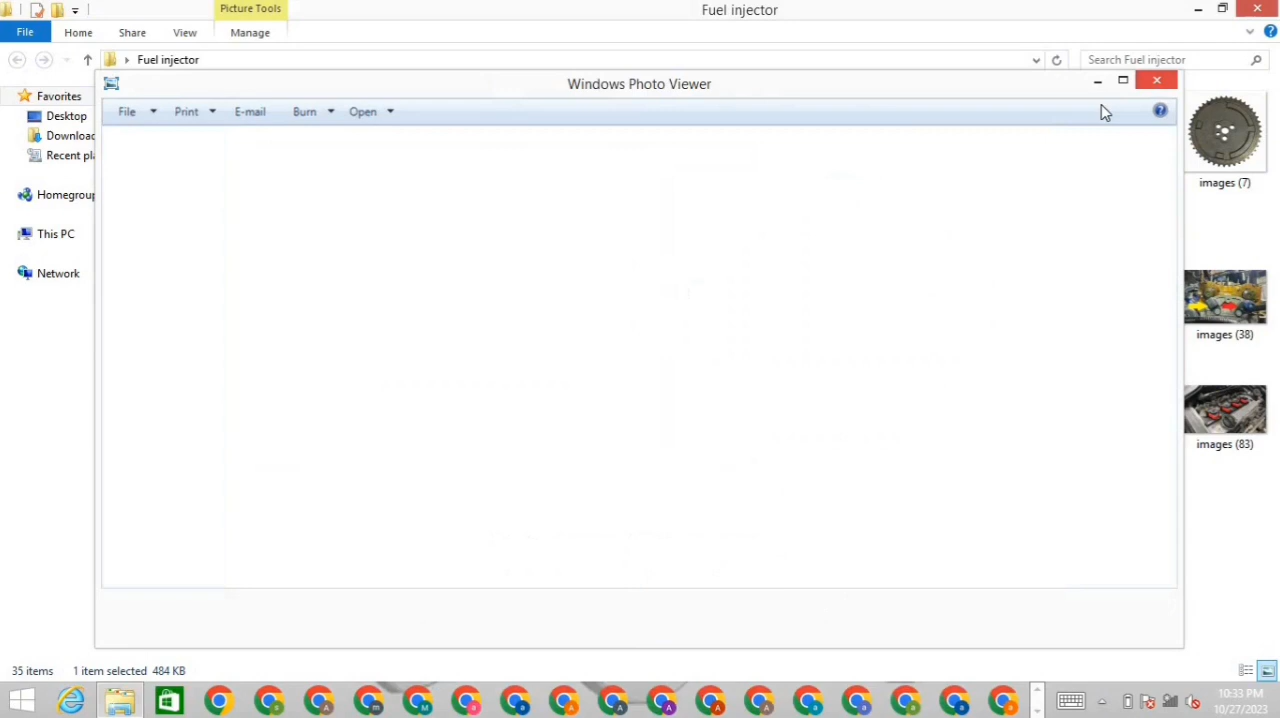 Picture Tools
Fuel injector
File Home Share View Manage
Fuel injector
Search Fuel injector
Windows Photo Viewer
File Print E-mail Burn Open
Favorites
Desktop
Recent
Homegroup
This PC
Network
images (7)
images (38)
images (83)
35 items 1 item selected 484 KB
10:33 PM
10/27/2023